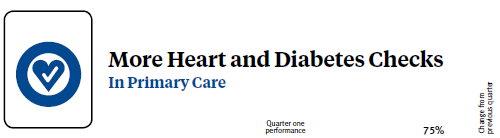 More Heart and Diabetes Checks
In Primary Care
Quarter one
performance
75%
Change from
previous quarter